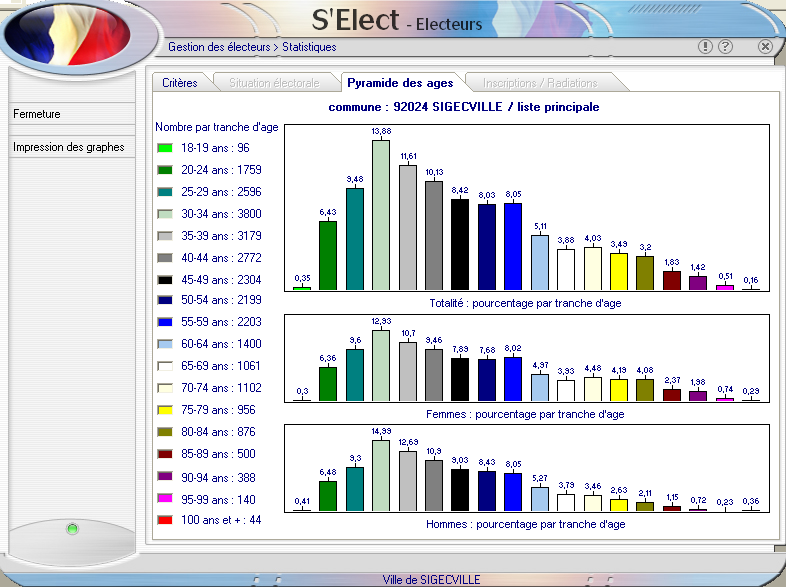 S'Elect - Electeurs
Gestion des électeurs > Statistiques
Critères
Situation électorale
Pyramide des ages
Inscriptions / Radiations
commune : 92024 SIGECVILLE / liste principale
Fermeture
Impression des graphes
Nombre par tranche d'age
18-19 ans : 96
20-24 ans : 1759
25-29 ans : 2596
30-34 ans : 3800
35-39 ans : 3179
40-44 ans : 2772
45-49 ans : 2304
50-54 ans : 2199
55-59 ans : 2203
60-64 ans : 1400
65-69 ans : 1061
70-74 ans : 1102
75-79 ans : 956
80-84 ans : 876
85-89 ans : 500
90-94 ans : 388
95-99 ans : 140
100 ans et + : 44
0,35 6,43 9,48 13,88 11,61 10,13 8,42 8,03 8,05 5,11 3,88 4,03 3,49 3,2 1,83 1,42 0,51 0,16
Totalité : pourcentage par tranche d'age
0,3 6,36 9,6 12,93 10,7 9,46 7,89 7,68 8,02 4,97 3,93 4,48 4,19 4,08 2,37 1,98 0,74 0,29
Femmes : pourcentage par tranche d'age
0,41 6,48 9,3 14,99 12,69 10,9 9,03 8,43 8,05 5,27 3,79 3,46 2,63 2,11 1,15 0,72 0,23 0,36
Hommes : pourcentage par tranche d'age
Ville de SIGECVILLE